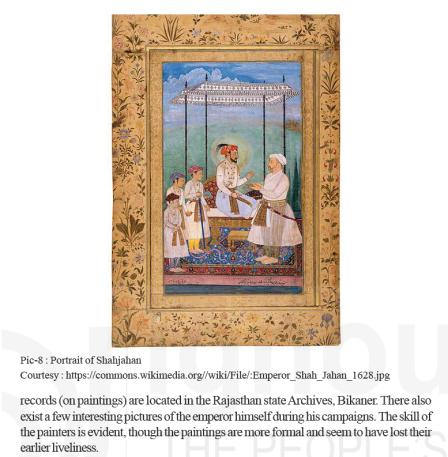 Pic-8 : Portrait of Shahjahan
Courtesy : https://commons.wikimedia.org//wiki/File/:Emperor_Shah_Jahan_1628.jpg
records (on paintings) are located in the Rajasthan state Archives, Bikaner. There also
exist a few interesting pictures of the emperor himself during his campaigns. The skill of
the painters is evident, though the paintings are more formal and seem to have lost their
earlier liveliness.
THE PEOPLE'S